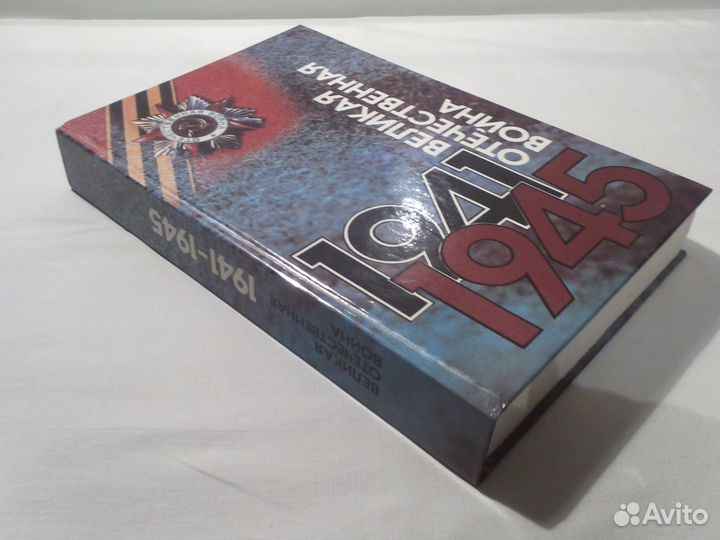 ВЕЛИКАЯ
ОТЕЧЕСТВЕННАЯ
ВОЙНА
1941
1945
ВЕЛИКАЯ
ОТЕЧЕСТВЕННАЯ
ВОЙНА
1941-1945
Avito